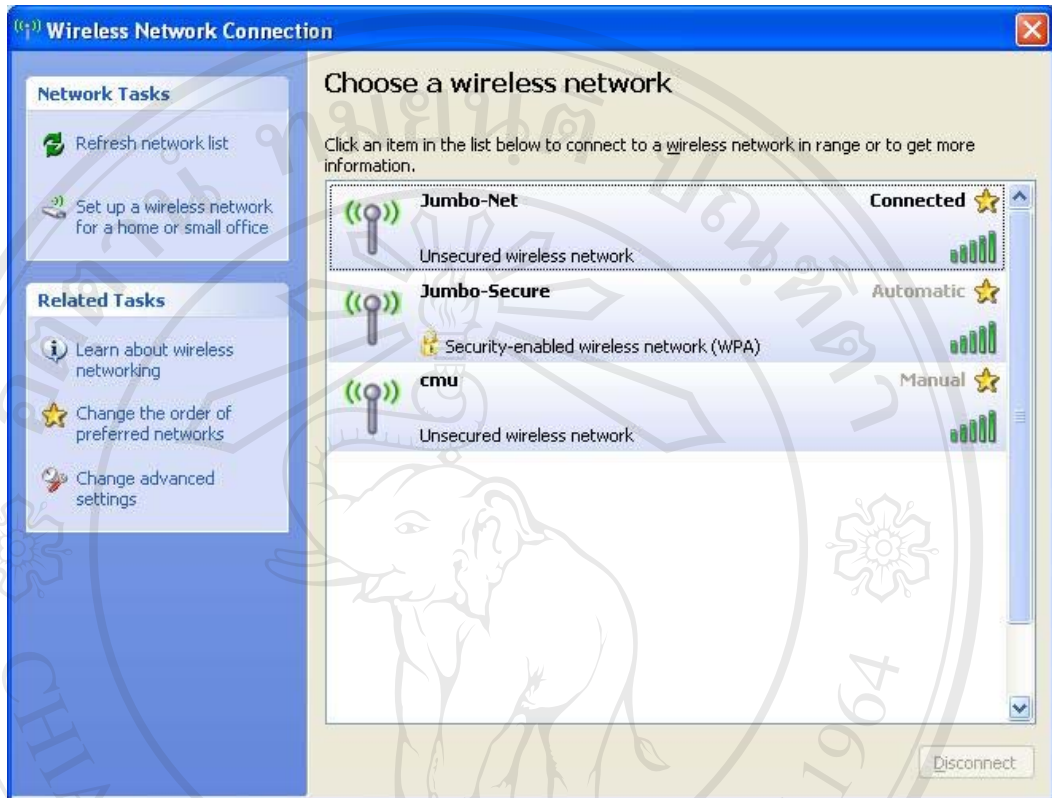 Wireless Network Connection
Network Tasks
Refresh network list
Set up a wireless network
for a home or small office
Related Tasks
Learn about wireless
networking
Change the order of
preferred networks
Change advanced
settings
Choose a wireless network
Click an item in the list below to connect to a wireless network in range or to get more
information.
Jumbo-Net
Connected
Unsecured wireless network
Jumbo-Secure
Automatic
Security-enabled wireless network (WPA)
cmu
Manual
Unsecured wireless network
Disconnect
1964